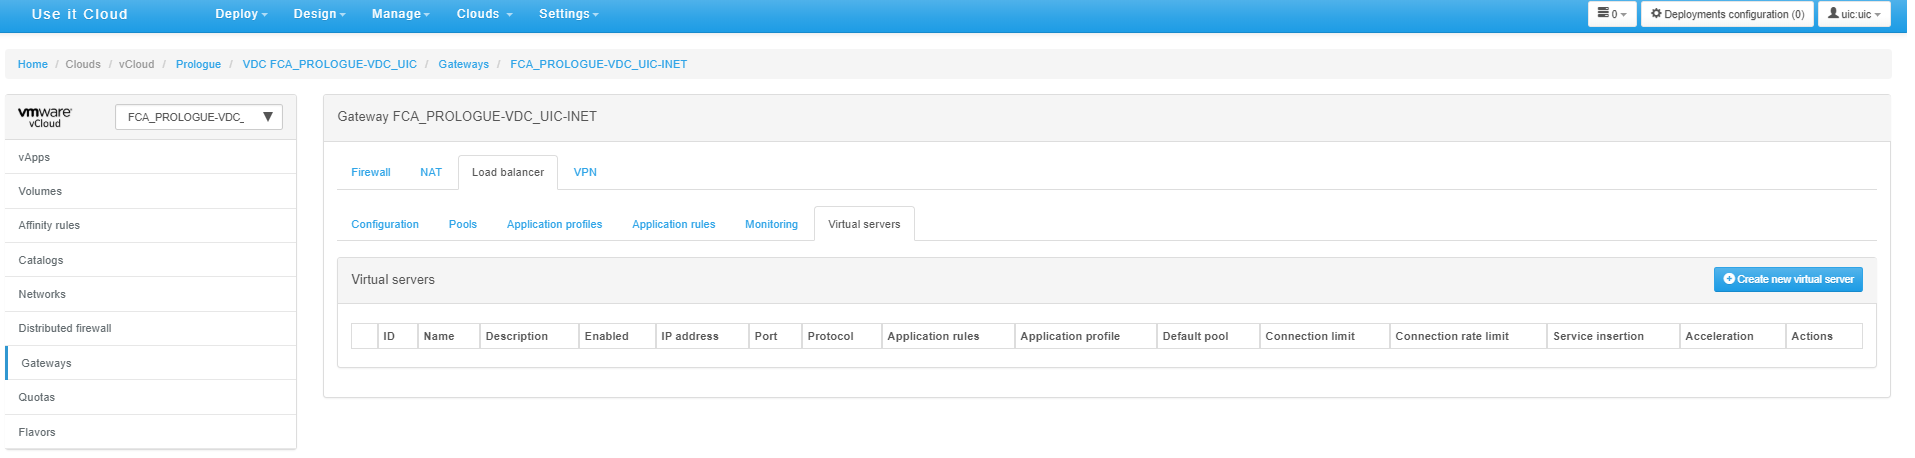 Use it Cloud Deploy Design Manage Clouds Settings 0 Deployments configuration (0) uic:uic
Home / Clouds / vCloud / Prologue / VDC FCA_PROLOGUE-VDC_UIC / Gateways / FCA_PROLOGUE-VDC_UIC-INET
vmware vCloud
FCA_PROLOGUE-VDC_
vApps
Volumes
Affinity rules
Catalogs
Networks
Distributed firewall
Gateways
Quotas
Flavors
Gateway FCA_PROLOGUE-VDC_UIC-INET
Firewall NAT Load balancer VPN
Configuration Pools Application profiles Application rules Monitoring Virtual servers
Virtual servers Create new virtual server
ID Name Description Enabled IP address Port Protocol Application rules Application profile Default pool Connection limit Connection rate limit Service insertion Acceleration Actions